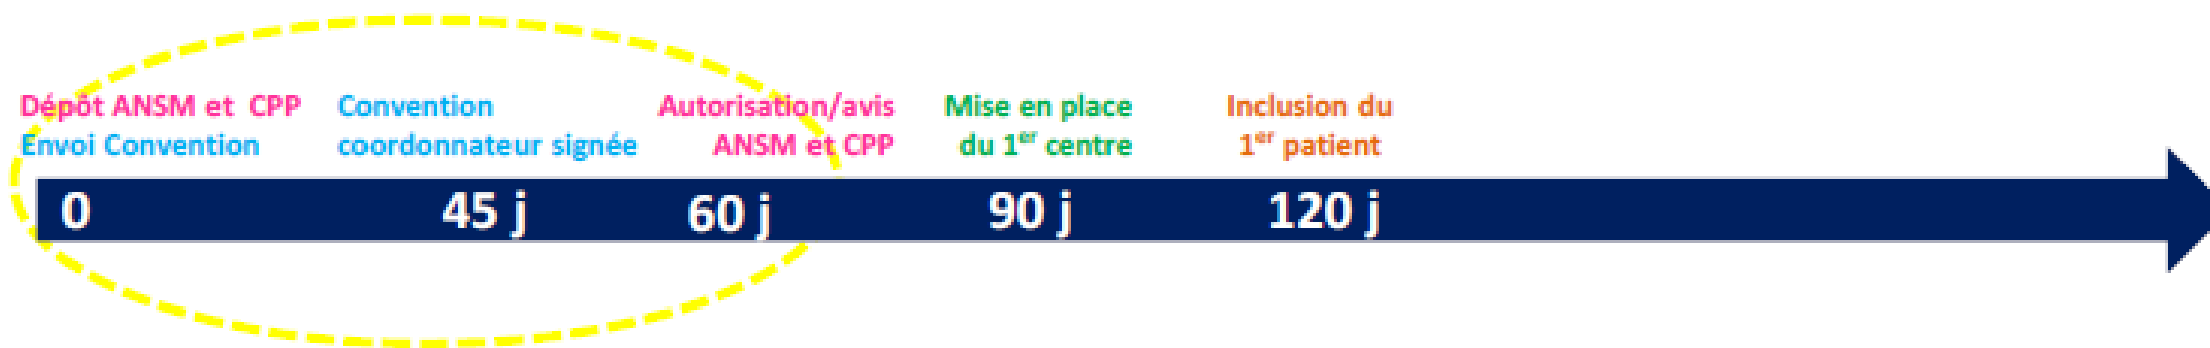 Dépôt ANSM et CPP
Envoi Convention
Convention
coordonnateur signée
Autorisation/avis
ANSM et CPP
Mise en place
du 1er centre
Inclusion du
1er patient
0
45 j
60 j
90 j
120 j